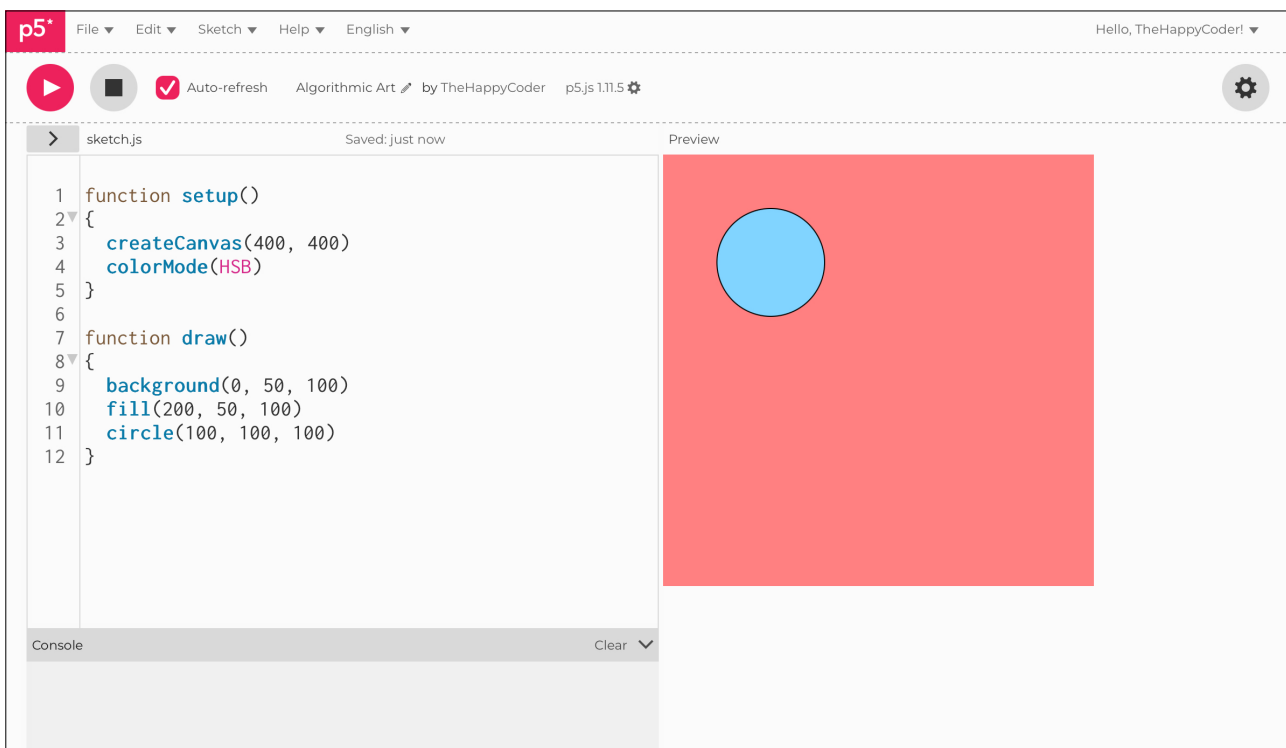 p5* File Edit Sketch Help English Hello, TheHappyCoder!
Auto-refresh Algorithmic Art by TheHappyCoder p5.js 1.11.5
> sketch.js Saved: just now Preview
1 function setup()
2 {
3 createCanvas(400, 400)
4 colorMode(HSB)
5 }
6
7 function draw()
8 {
9 background(0, 50, 100)
10 fill(200, 50, 100)
11 circle(100, 100, 100)
12 }
Console Clear